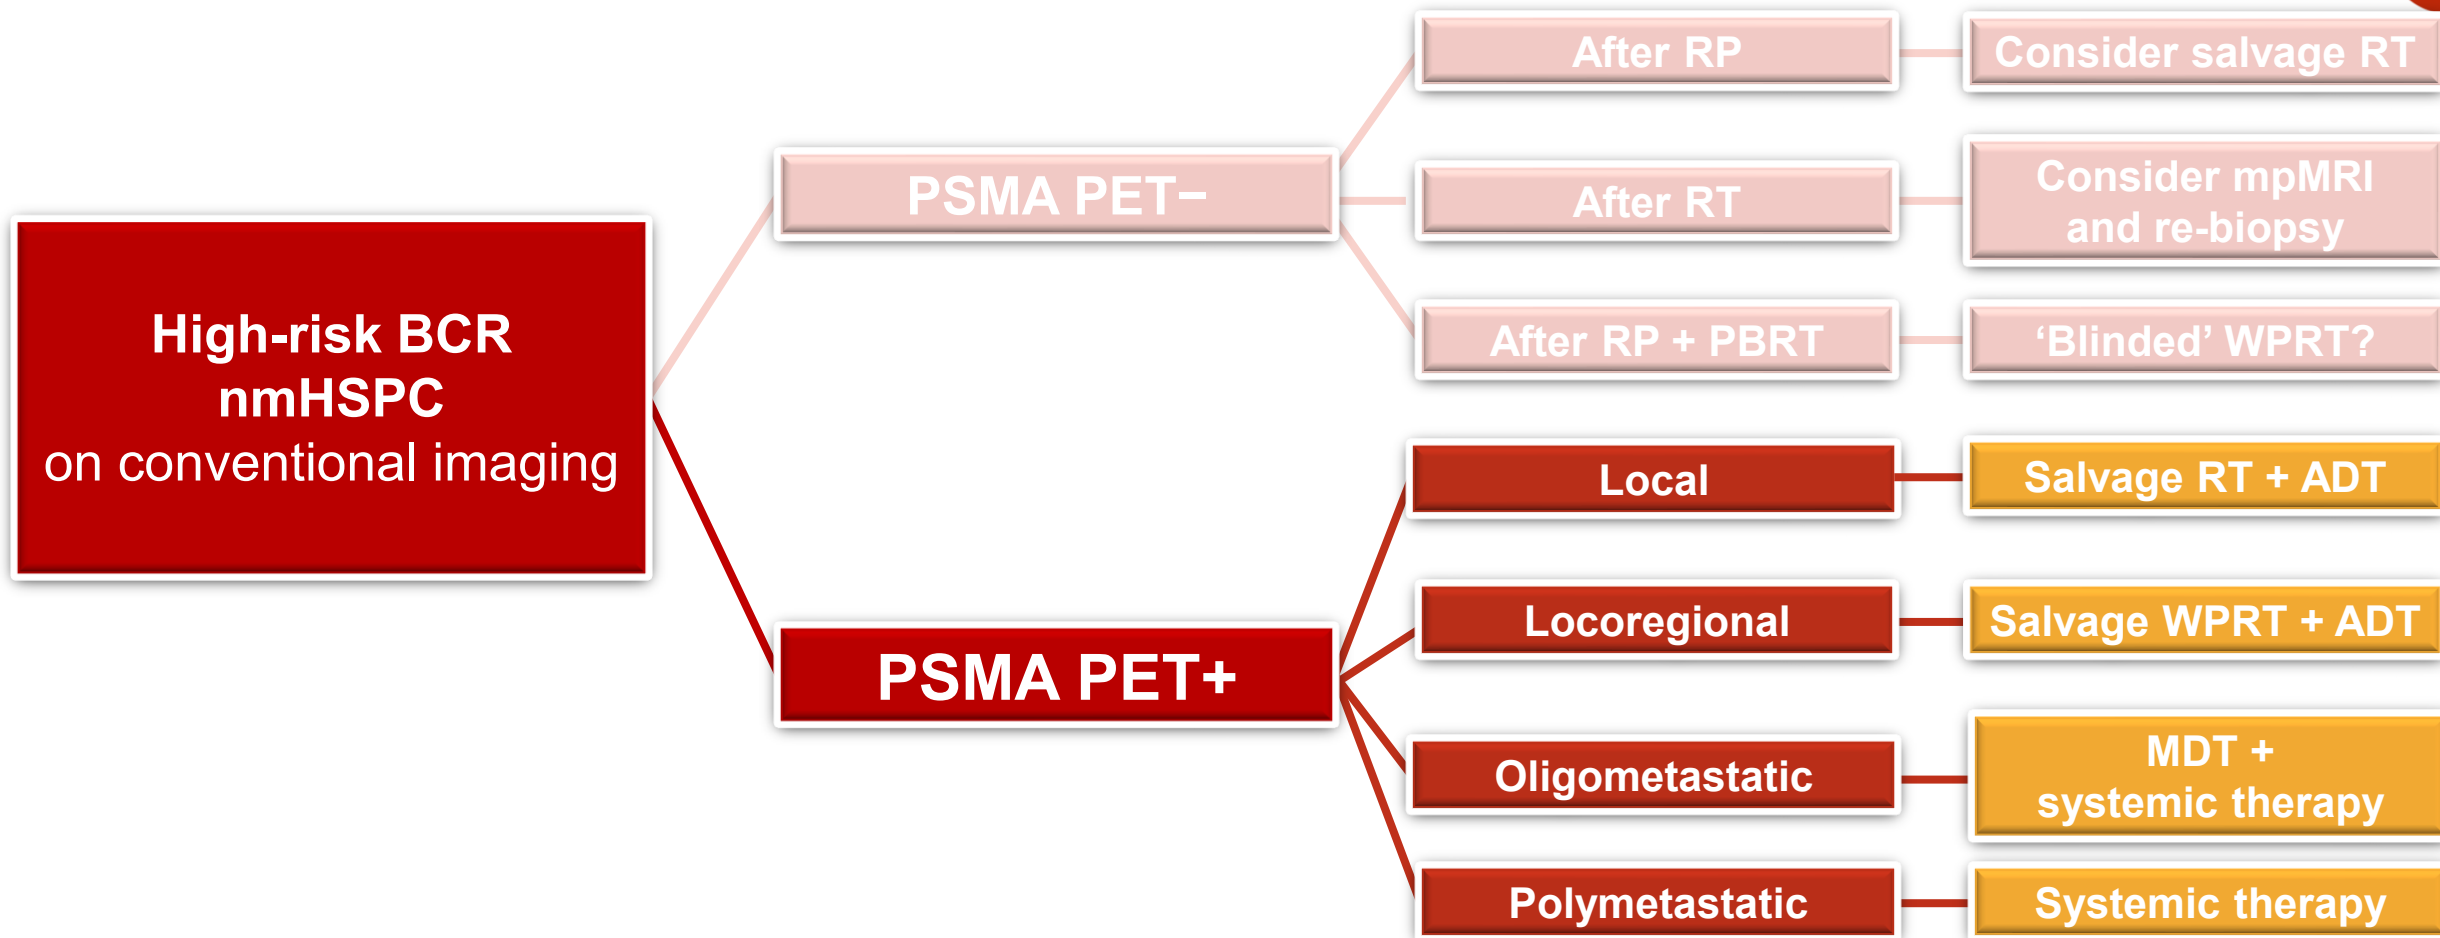 High-risk BCR
nmHSPC
on conventional imaging
PSMA PET−
After RP
Consider salvage RT
After RT
Consider mpMRI
and re-biopsy
After RP + PBRT
‘Blinded’ WPRT?
PSMA PET+
Local
Salvage RT + ADT
Locoregional
Salvage WPRT + ADT
Oligometastatic
MDT +
systemic therapy
Polymetastatic
Systemic therapy